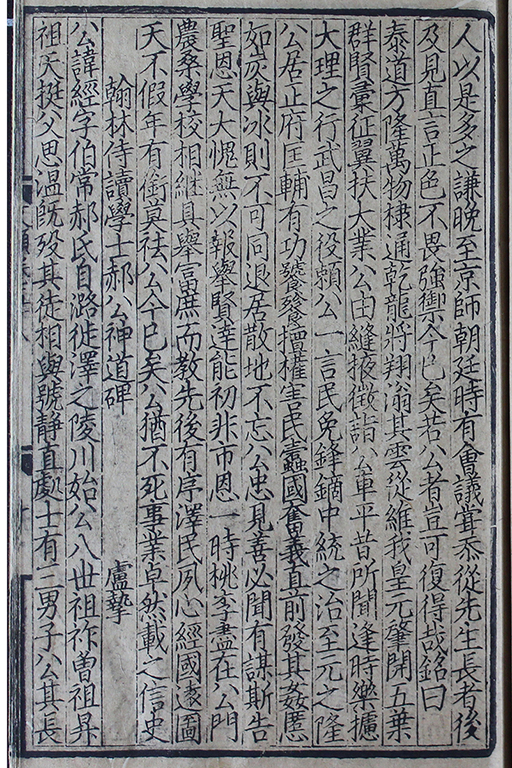 人以是多之謙晚至京師朝廷時有會議甞忝從先生長者後
及見直言正色不畏強禦今已矣若公者豈可復得哉銘曰
泰道方隆萬物棣通乾龍將翔滃其雲從維我皇元肇開五葉
群賢彚征翼扶大業公由縫掖徵詣公車平昔所聞逢時樂攄
大理之行武昌之役頼公一言民免鋒鏑中統之治至元之隆
公居正府匡輔有功饕餮擅權害民蠹國奮義直前發其姦慝
如炭與冰則不可同退居散地不忘公忠見善必聞有謀斯告
聖恩天大愧無以報舉賢達能初非市恩一時桃李盡在公門
農桑學校相継具舉富庶而教先後有序澤民夙心經國遠圖
天不假年有銜冥袪公今已矣公猶不死事業卓然載之信史
翰林侍讀學士郝公神道碑 盧摯
公諱經字伯常郝氏自潞徙澤之陵川始公八世祖祚曽祖昇
祖天挺父思温既歿其徒相與號静直處士有三男子公其長